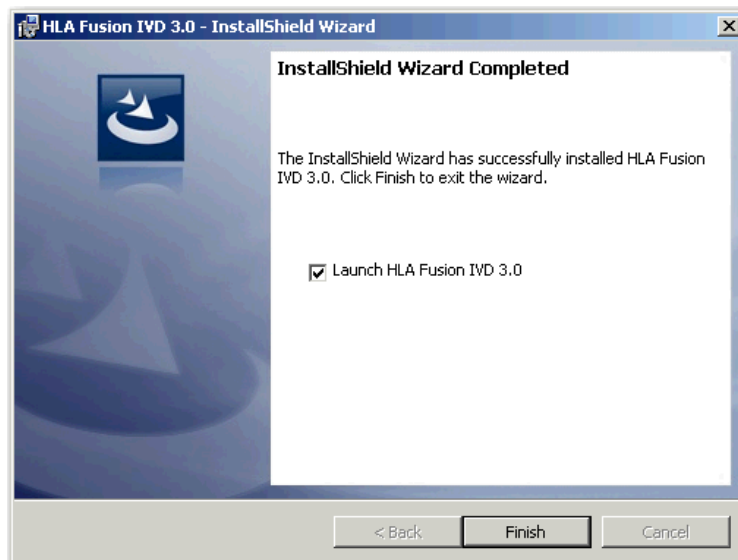 HLA Fusion IVD 3.0 - InstallShield Wizard
InstallShield Wizard Completed
The InstallShield Wizard has successfully installed HLA Fusion
IVD 3.0. Click Finish to exit the wizard.
Launch HLA Fusion IVD 3.0
< Back
Finish
Cancel